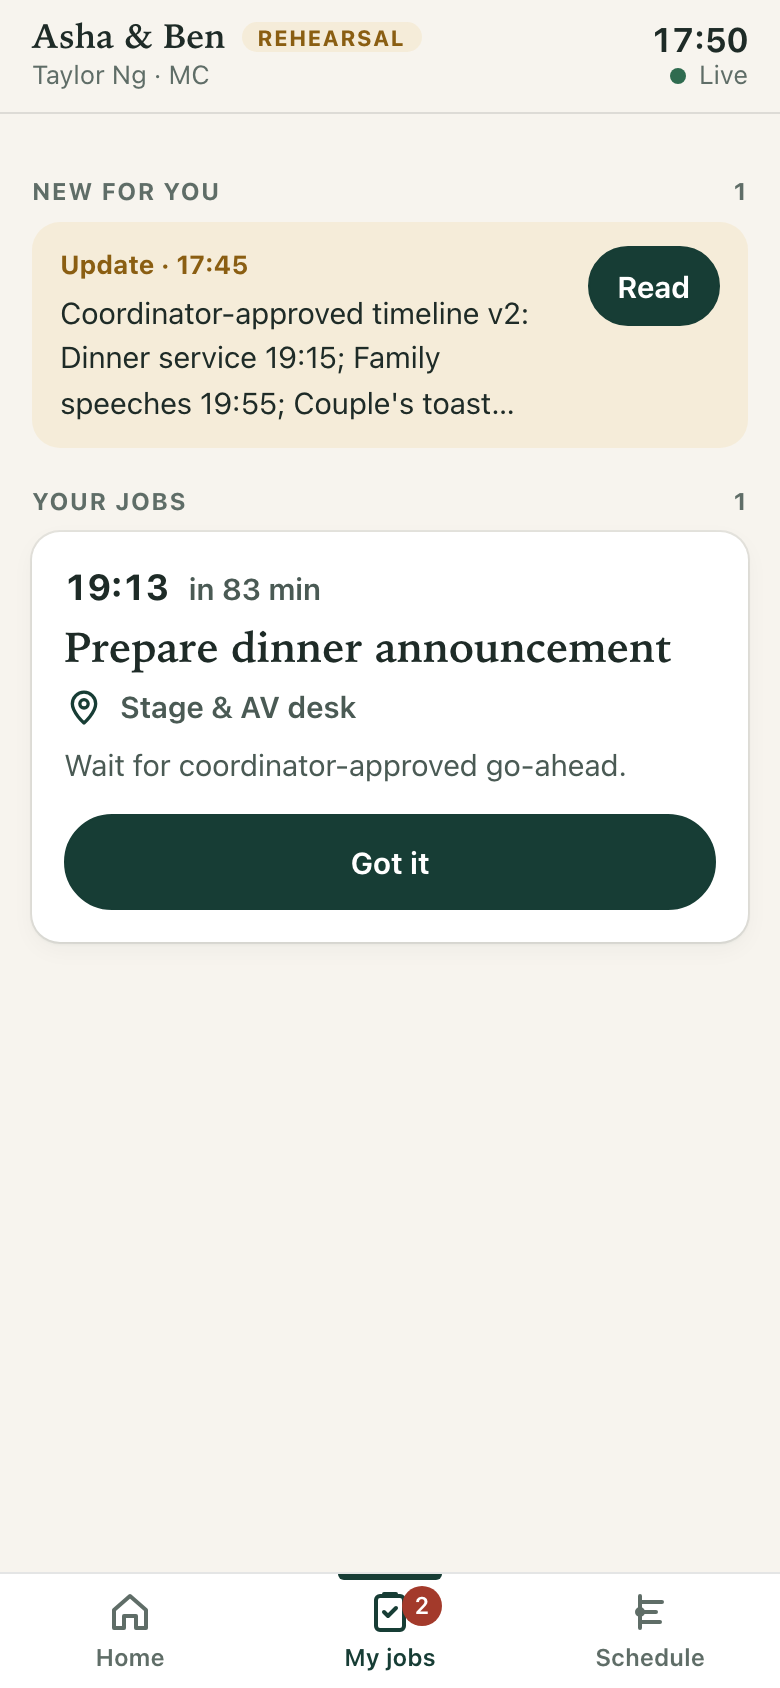 Asha & Ben REHEARSAL 17:50
Taylor Ng · MC Live
NEW FOR YOU 1
Update · 17:45
Read
Coordinator-approved timeline v2:
Dinner service 19:15; Family
speeches 19:55; Couple's toast...
YOUR JOBS 1
19:13 in 83 min
Prepare dinner announcement
Stage & AV desk
Wait for coordinator-approved go-ahead.
Got it
2
Home My jobs Schedule